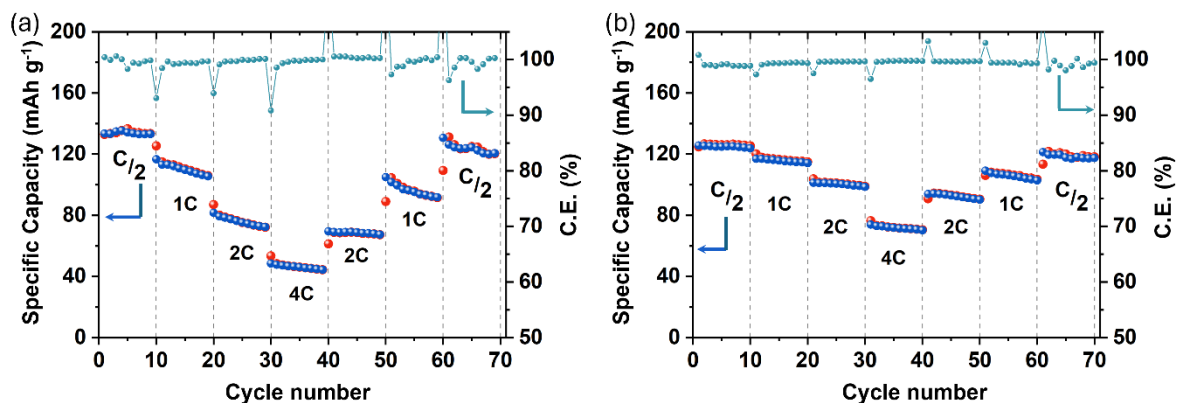 (a)
Specific Capacity (mAh g⁻¹)
200
160
120
80
40
0
C/2
1C
2C
4C
2C
1C
C/2
100
90
80
70
60
50
C.E. (%)
0 10 20 30 40 50 60 70
Cycle number
(b)
Specific Capacity (mAh g⁻¹)
200
160
120
80
40
0
C/2
1C
2C
4C
2C
1C
C/2
100
90
80
70
60
50
C.E. (%)
0 10 20 30 40 50 60 70
Cycle number